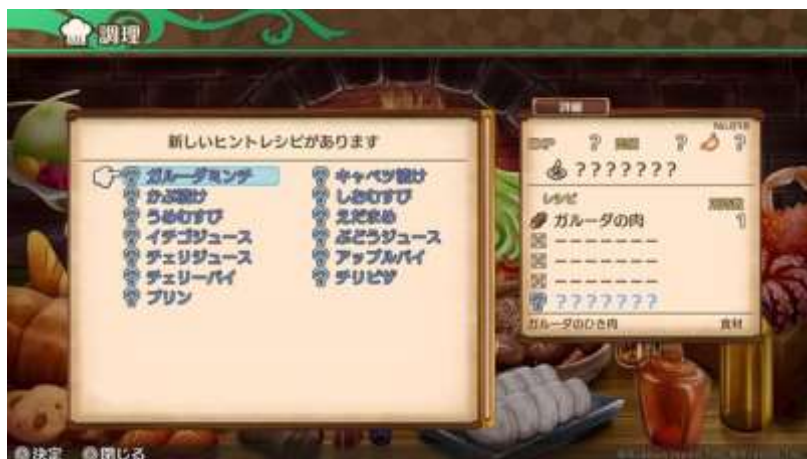 調理
新しいヒントレシピがあります
ガルーダミンチ
キャベツ漬け
かぶ漬け
しおむすび
うめむすび
えだまめ
イチゴジュース
ぶどうジュース
チェリジュース
アップルパイ
チェリーパイ
チリピザ
プリン
詳細
? ? ?
???????
レシピ
ガルーダの肉 1
-------
-------
-------
???????
ガルーダのひき肉 食材
決定 閉じる